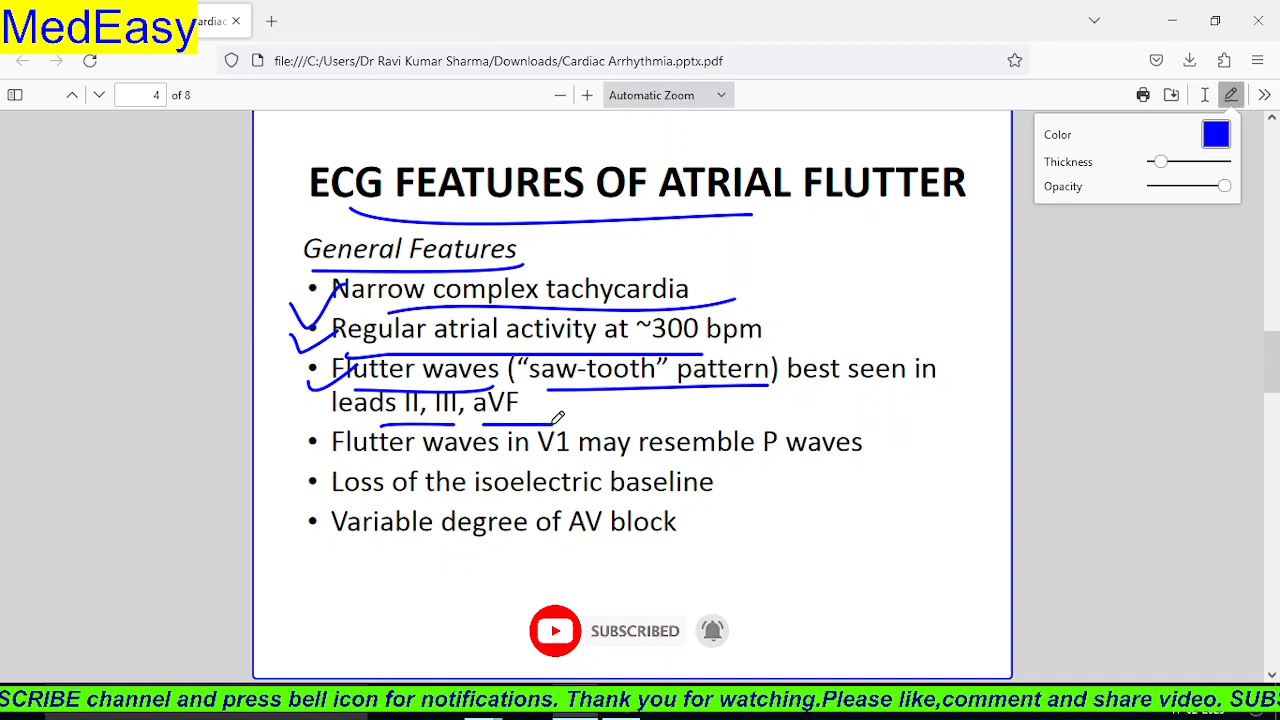 MedEasy
ardiac
file:///C:/Users/Dr Ravi Kumar Sharma/Downloads/Cardiac Arrhythmia.pptx.pdf
4 of 8
Automatic Zoom
Color
Thickness
Opacity
ECG FEATURES OF ATRIAL FLUTTER
General Features
• Narrow complex tachycardia
• Regular atrial activity at ~300 bpm
• Flutter waves (“saw-tooth” pattern) best seen in
leads II, III, aVF
• Flutter waves in V1 may resemble P waves
• Loss of the isoelectric baseline
• Variable degree of AV block
SUBSCRIBED
SCRIBE channel and press bell icon for notifications. Thank you for watching.Please like,comment and share video. SUBS